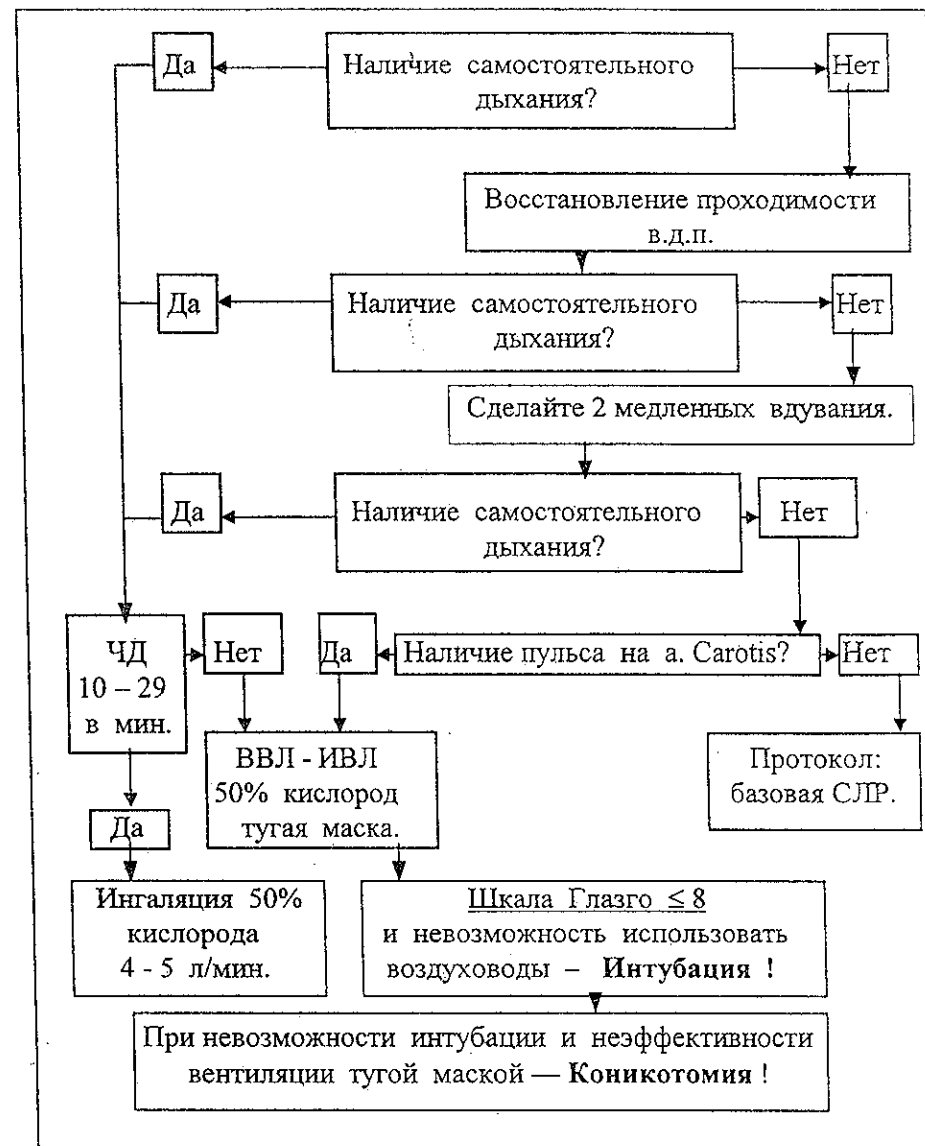 Да
Наличие самостоятельного
дыхания?
Нет
Восстановление проходимости
в.д.п.
Да
Наличие самостоятельного
дыхания?
Нет
Сделайте 2 медленных вдувания.
Да
Наличие самостоятельного
дыхания?
Нет
ЧД
10 – 29
в мин.
Нет
Да
Наличие пульса на a. Carotis?
Нет
ВВЛ - ИВЛ
50% кислород
тугая маска.
Протокол:
базовая СЛР.
Да
Ингаляция 50%
кислорода
4 - 5 л/мин.
Шкала Глазго ≤ 8
и невозможность использовать
воздуховоды – Интубация !
При невозможности интубации и неэффективности
вентиляции тугой маской — Коникотомия !